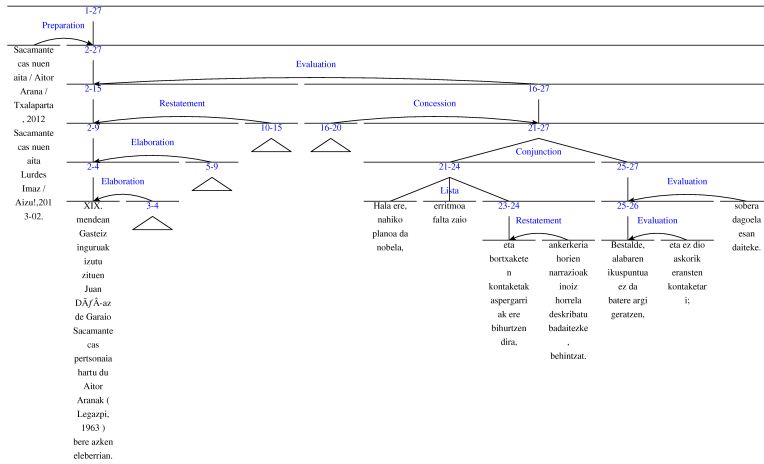 1-27
Preparation
Sacamante
cas nuen
aita / Aitor
Arana /
Txalaparta
, 2012
Sacamante
cas nuen
aita
Lurdes
Imaz /
Aizu!,201
3-02.
2-27
Evaluation
2-15
16-27
Restatement
Concession
2-9
10-15
16-20
21-27
Elaboration
Conjunction
2-4
5-9
21-24
25-27
Elaboration
Lista
Evaluation
XIX.
mendean
Gasteiz
inguruak
izutu
zituen
Juan
DÃƒÂ-az
de Garaio
Sacamante
cas
pertsonaia
hartu du
Aitor
Aranak (
Legazpi,
1963 )
bere azken
eleberrian.
3-4
Hala ere,
nahiko
planoa da
nobela,
erritmoa
falta zaio
23-24
25-26
sobera
dagoela
esan
daiteke.
Restatement
Evaluation
eta
bortxakete
n
kontaketak
aspergarri
ak ere
bihurtzen
dira,
ankerkeria
horien
narrazioak
inoiz
horrela
deskribatu
badaitezke
,
behintzat.
Bestalde,
alabaren
ikuspuntua
ez da
batere argi
geratzen,
eta ez dio
askorik
eransten
kontaketar
i;